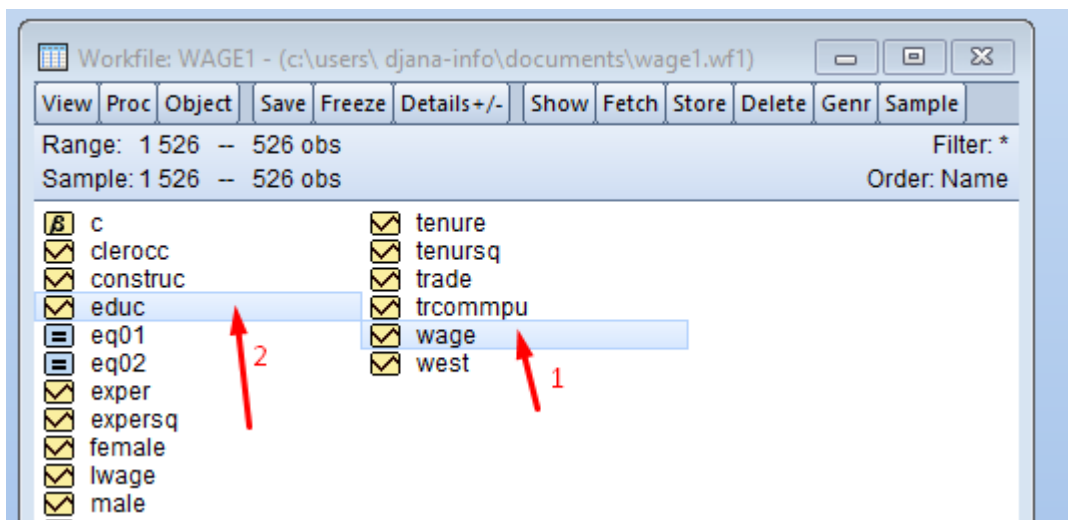 Workfile: WAGE1 - (c:\users\ djana-info\documents\wage1.wf1)
View Proc Object Save Freeze Details+/- Show Fetch Store Delete Genr Sample
Range: 1 526 -- 526 obs Filter: *
Sample: 1 526 -- 526 obs Order: Name
β c
clerocc
construc
educ
eq01
eq02
exper
expersq
female
lwage
male
tenure
tenursq
trade
trcommpu
wage
west
2
1